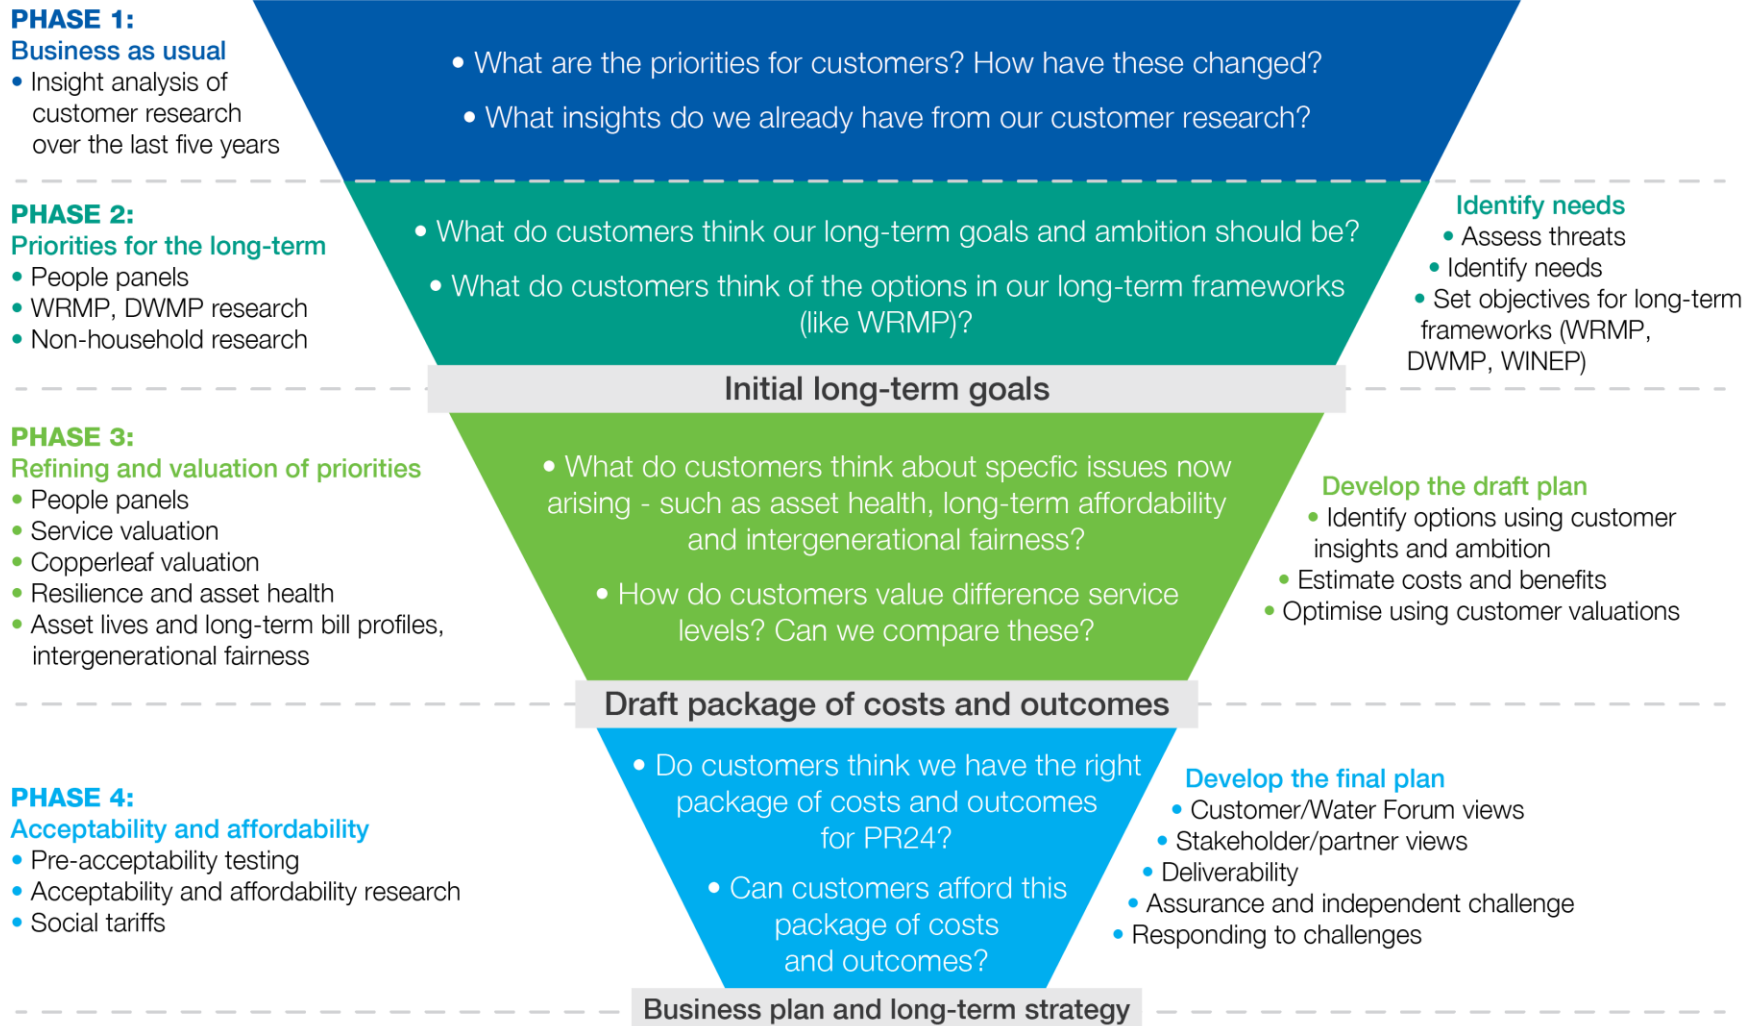 PHASE 1:
Business as usual
• Insight analysis of
customer research
over the last five years
• What are the priorities for customers? How have these changed?
• What insights do we already have from our customer research?
PHASE 2:
Priorities for the long-term
• People panels
• WRMP, DWMP research
• Non-household research
• What do customers think our long-term goals and ambition should be?
• What do customers think of the options in our long-term frameworks
(like WRMP)?
Identify needs
• Assess threats
• Identify needs
• Set objectives for long-term
frameworks (WRMP,
DWMP, WINEP)
Initial long-term goals
PHASE 3:
Refining and valuation of priorities
• People panels
• Service valuation
• Copperleaf valuation
• Resilience and asset health
• Asset lives and long-term bill profiles,
intergenerational fairness
• What do customers think about specfic issues now
arising - such as asset health, long-term affordability
and intergenerational fairness?
• How do customers value difference service
levels? Can we compare these?
Develop the draft plan
• Identify options using customer
insights and ambition
• Estimate costs and benefits
• Optimise using customer valuations
Draft package of costs and outcomes
PHASE 4:
Acceptability and affordability
• Pre-acceptability testing
• Acceptability and affordability research
• Social tariffs
• Do customers think we have the right
package of costs and outcomes
for PR24?
• Can customers afford this
package of costs
and outcomes?
Develop the final plan
• Customer/Water Forum views
• Stakeholder/partner views
• Deliverability
• Assurance and independent challenge
• Responding to challenges
Business plan and long-term strategy